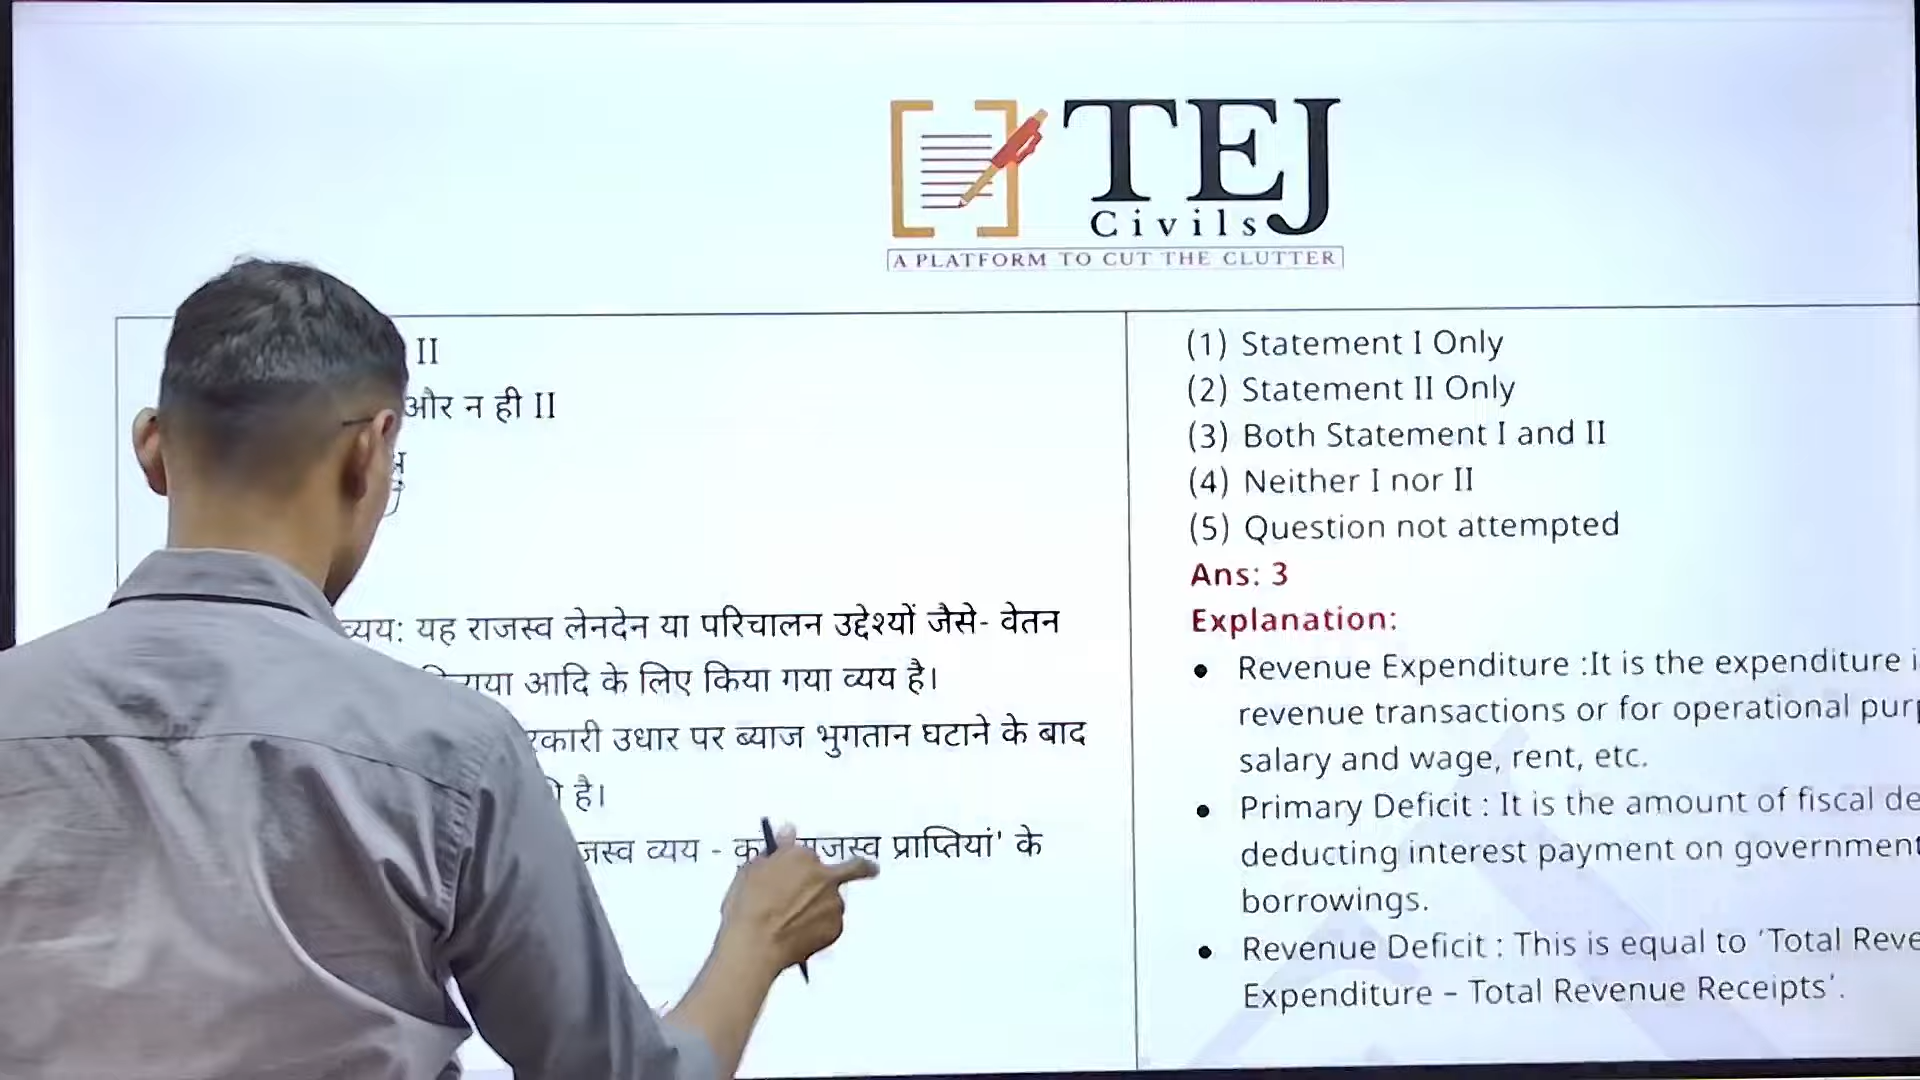 TEJ
Civils
A PLATFORM TO CUT THE CLUTTER
II
और न ही II
व्यय: यह राजस्व लेनदेन या परिचालन उद्देश्यों जैसे- वेतन
आदि के लिए किया गया व्यय है।
उधार पर ब्याज भुगतान घटाने के बाद
है।
व्यय - प्राप्तियां' के
(1) Statement I Only
(2) Statement II Only
(3) Both Statement I and II
(4) Neither I nor II
(5) Question not attempted
Ans: 3
Explanation:
• Revenue Expenditure :It is the expenditure
revenue transactions or for operational
salary and wage, rent, etc.
• Primary Deficit : It is the amount of fiscal
deducting interest payment on government
borrowings.
• Revenue Deficit : This is equal to 'Total
Expenditure – Total Revenue Receipts'.